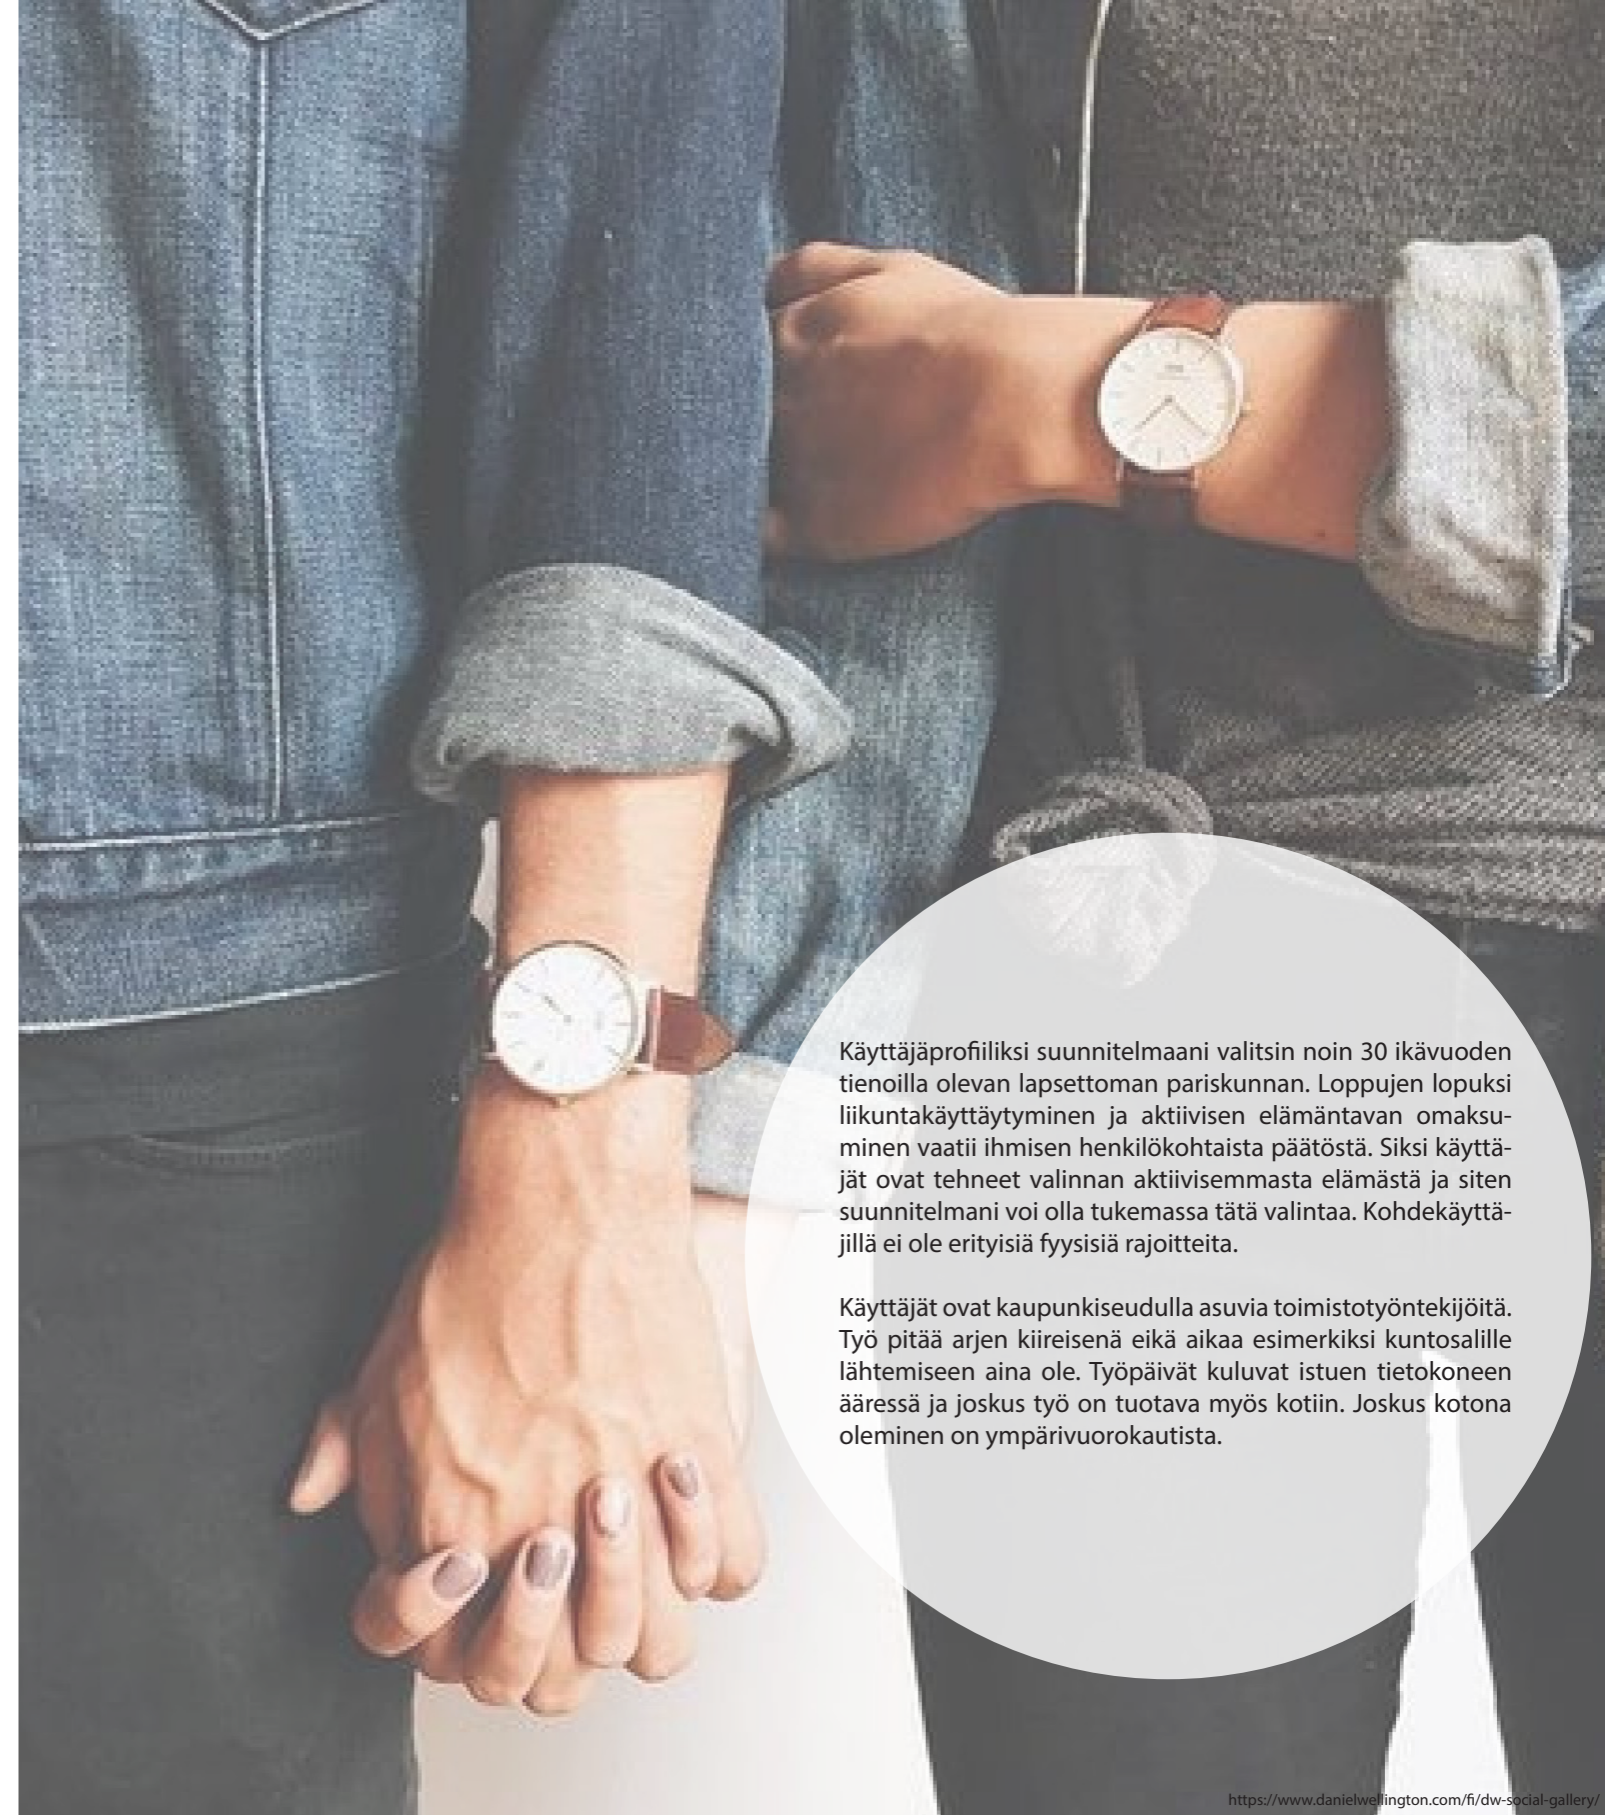 Käyttäjäprofiiliksi suunnitelmaani valitsin noin 30 ikävuoden
tienoilla olevan lapsettoman pariskunnan. Loppujen lopuksi
liikuntakäyttäytyminen ja aktiivisen elämäntavan omaksu-
minen vaatii ihmisen henkilökohtaista päätöstä. Siksi käyttä-
jät ovat tehneet valinnan aktiivisemmasta elämästä ja siten
suunnitelmani voi olla tukemassa tätä valintaa. Kohdekäyttä-
jillä ei ole erityisiä fyysisiä rajoitteita.
Käyttäjät ovat kaupunkiseudulla asuvia toimistotyöntekijöitä.
Työ pitää arjen kiireisenä eikä aikaa esimerkiksi kuntosalille
lähtemiseen aina ole. Työpäivät kuluvat istuen tietokoneen
ääressä ja joskus työ on tuotava myös kotiin. Joskus kotona
oleminen on ympärivuorokautista.
https://www.danielwellington.com/fi/dw-social-gallery/